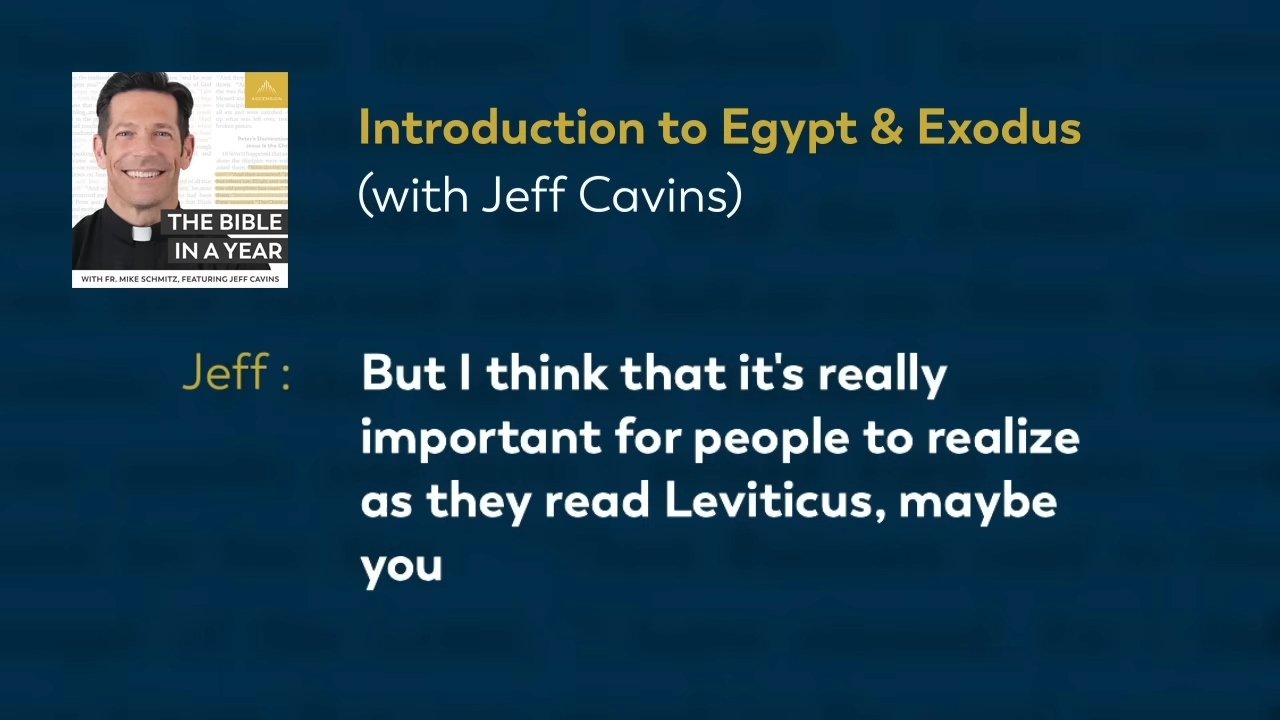 Introduction to Egypt & Exodus
(with Jeff Cavins)
ASCENSION
THE BIBLE
IN A YEAR
WITH FR. MIKE SCHMITZ, FEATURING JEFF CAVINS
Jeff :
But I think that it's really
important for people to realize
as they read Leviticus, maybe
you